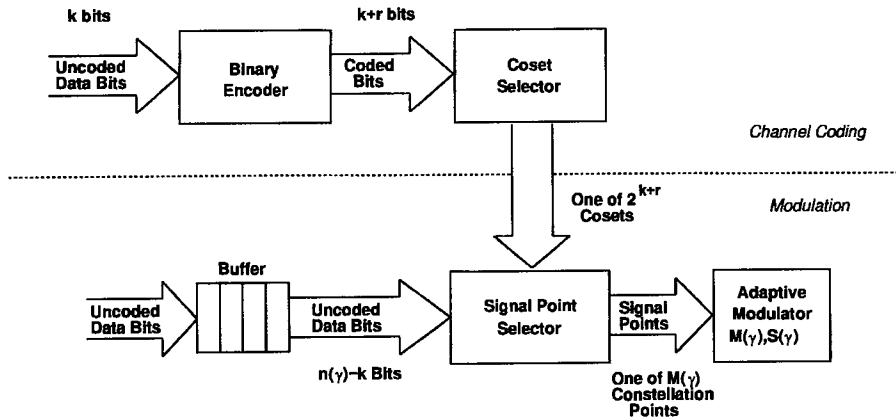 k bits
k+r bits
Uncoded
Data Bits
Binary
Encoder
Coded
Bits
Coset
Selector
Channel Coding
One of 2^k+r
Cosets
Modulation
Buffer
Uncoded
Data Bits
Uncoded
Data Bits
Signal Point
Selector
Signal
Points
Adaptive
Modulator
M(γ),S(γ)
n(γ)−k Bits
One of M(γ)
Constellation
Points